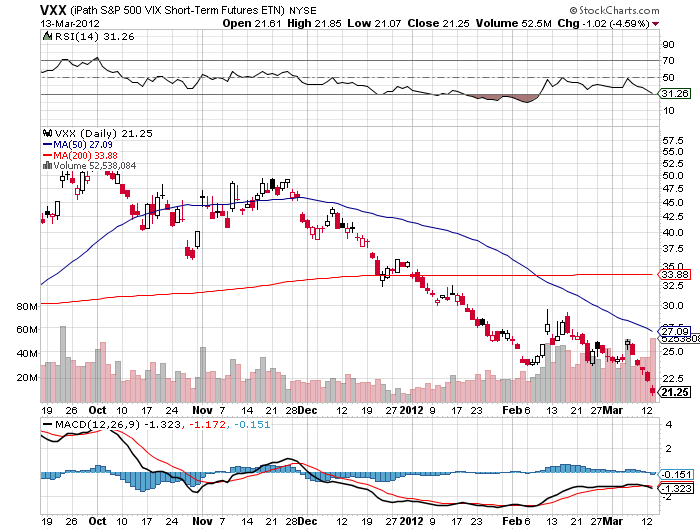 VXX (iPath S&P 500 VIX Short-Term Futures ETN) NYSE © StockCharts.com
13-Mar-2012 Open 21.61 High 21.85 Low 21.07 Close 21.25 Volume 52.5M Chg -1.02 (-4.59%)
RSI(14) 31.26
90
70
50
31.26
10
VXX (Daily) 21.25
MA(50) 27.09
MA(200) 33.88
Volume 52,538,084
57.5
55.0
52.5
50.0
47.5
45.0
42.5
40.0
37.5
35.0
33.88
32.5
30.0
27.09
25.0
22.5
21.25
80M
60M
40M
20M
19 26 Oct 10 17 24 Nov 7 14 21 28 Dec 12 19 27 2012 9 17 23 Feb 6 13 21 27 Mar 12
MACD(12,26,9) -1.323, -1.172, -0.151
4
2
-0.151
-1.323
19 26 Oct 10 17 24 Nov 7 14 21 28 Dec 12 19 27 2012 9 17 23 Feb 6 13 21 27 Mar 12